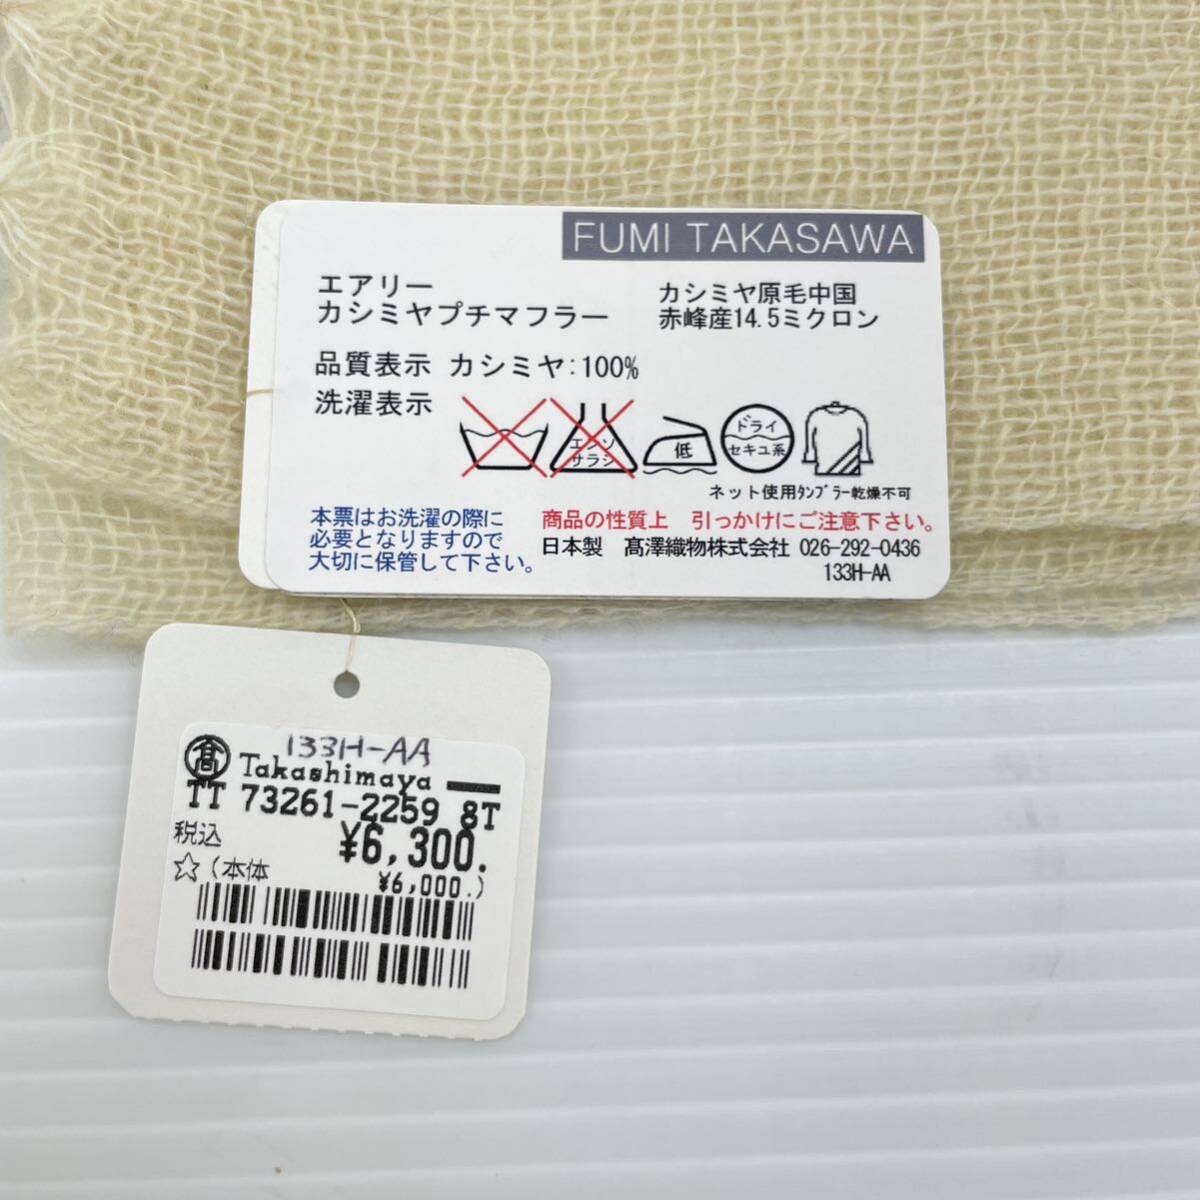 FUMI TAKASAWA
エアリー
カシミヤプチマフラー
カシミヤ原毛中国
赤峰産14.5ミクロン
品質表示 カシミヤ:100%
洗濯表示
エンソ
サラシ
低
ドライ
セキユ系
ネット使用ﾀﾝﾌﾞﾗｰ乾燥不可
本票はお洗濯の際に
必要となりますので
大切に保管して下さい。
商品の性質上 引っかけにご注意下さい。
日本製 髙澤織物株式会社 026-292-0436
133H-AA
133H-AA
髙 Takashimaya
TT 73261-2259 8T
税込 ¥6,300.
☆(本体 ¥6,000.)